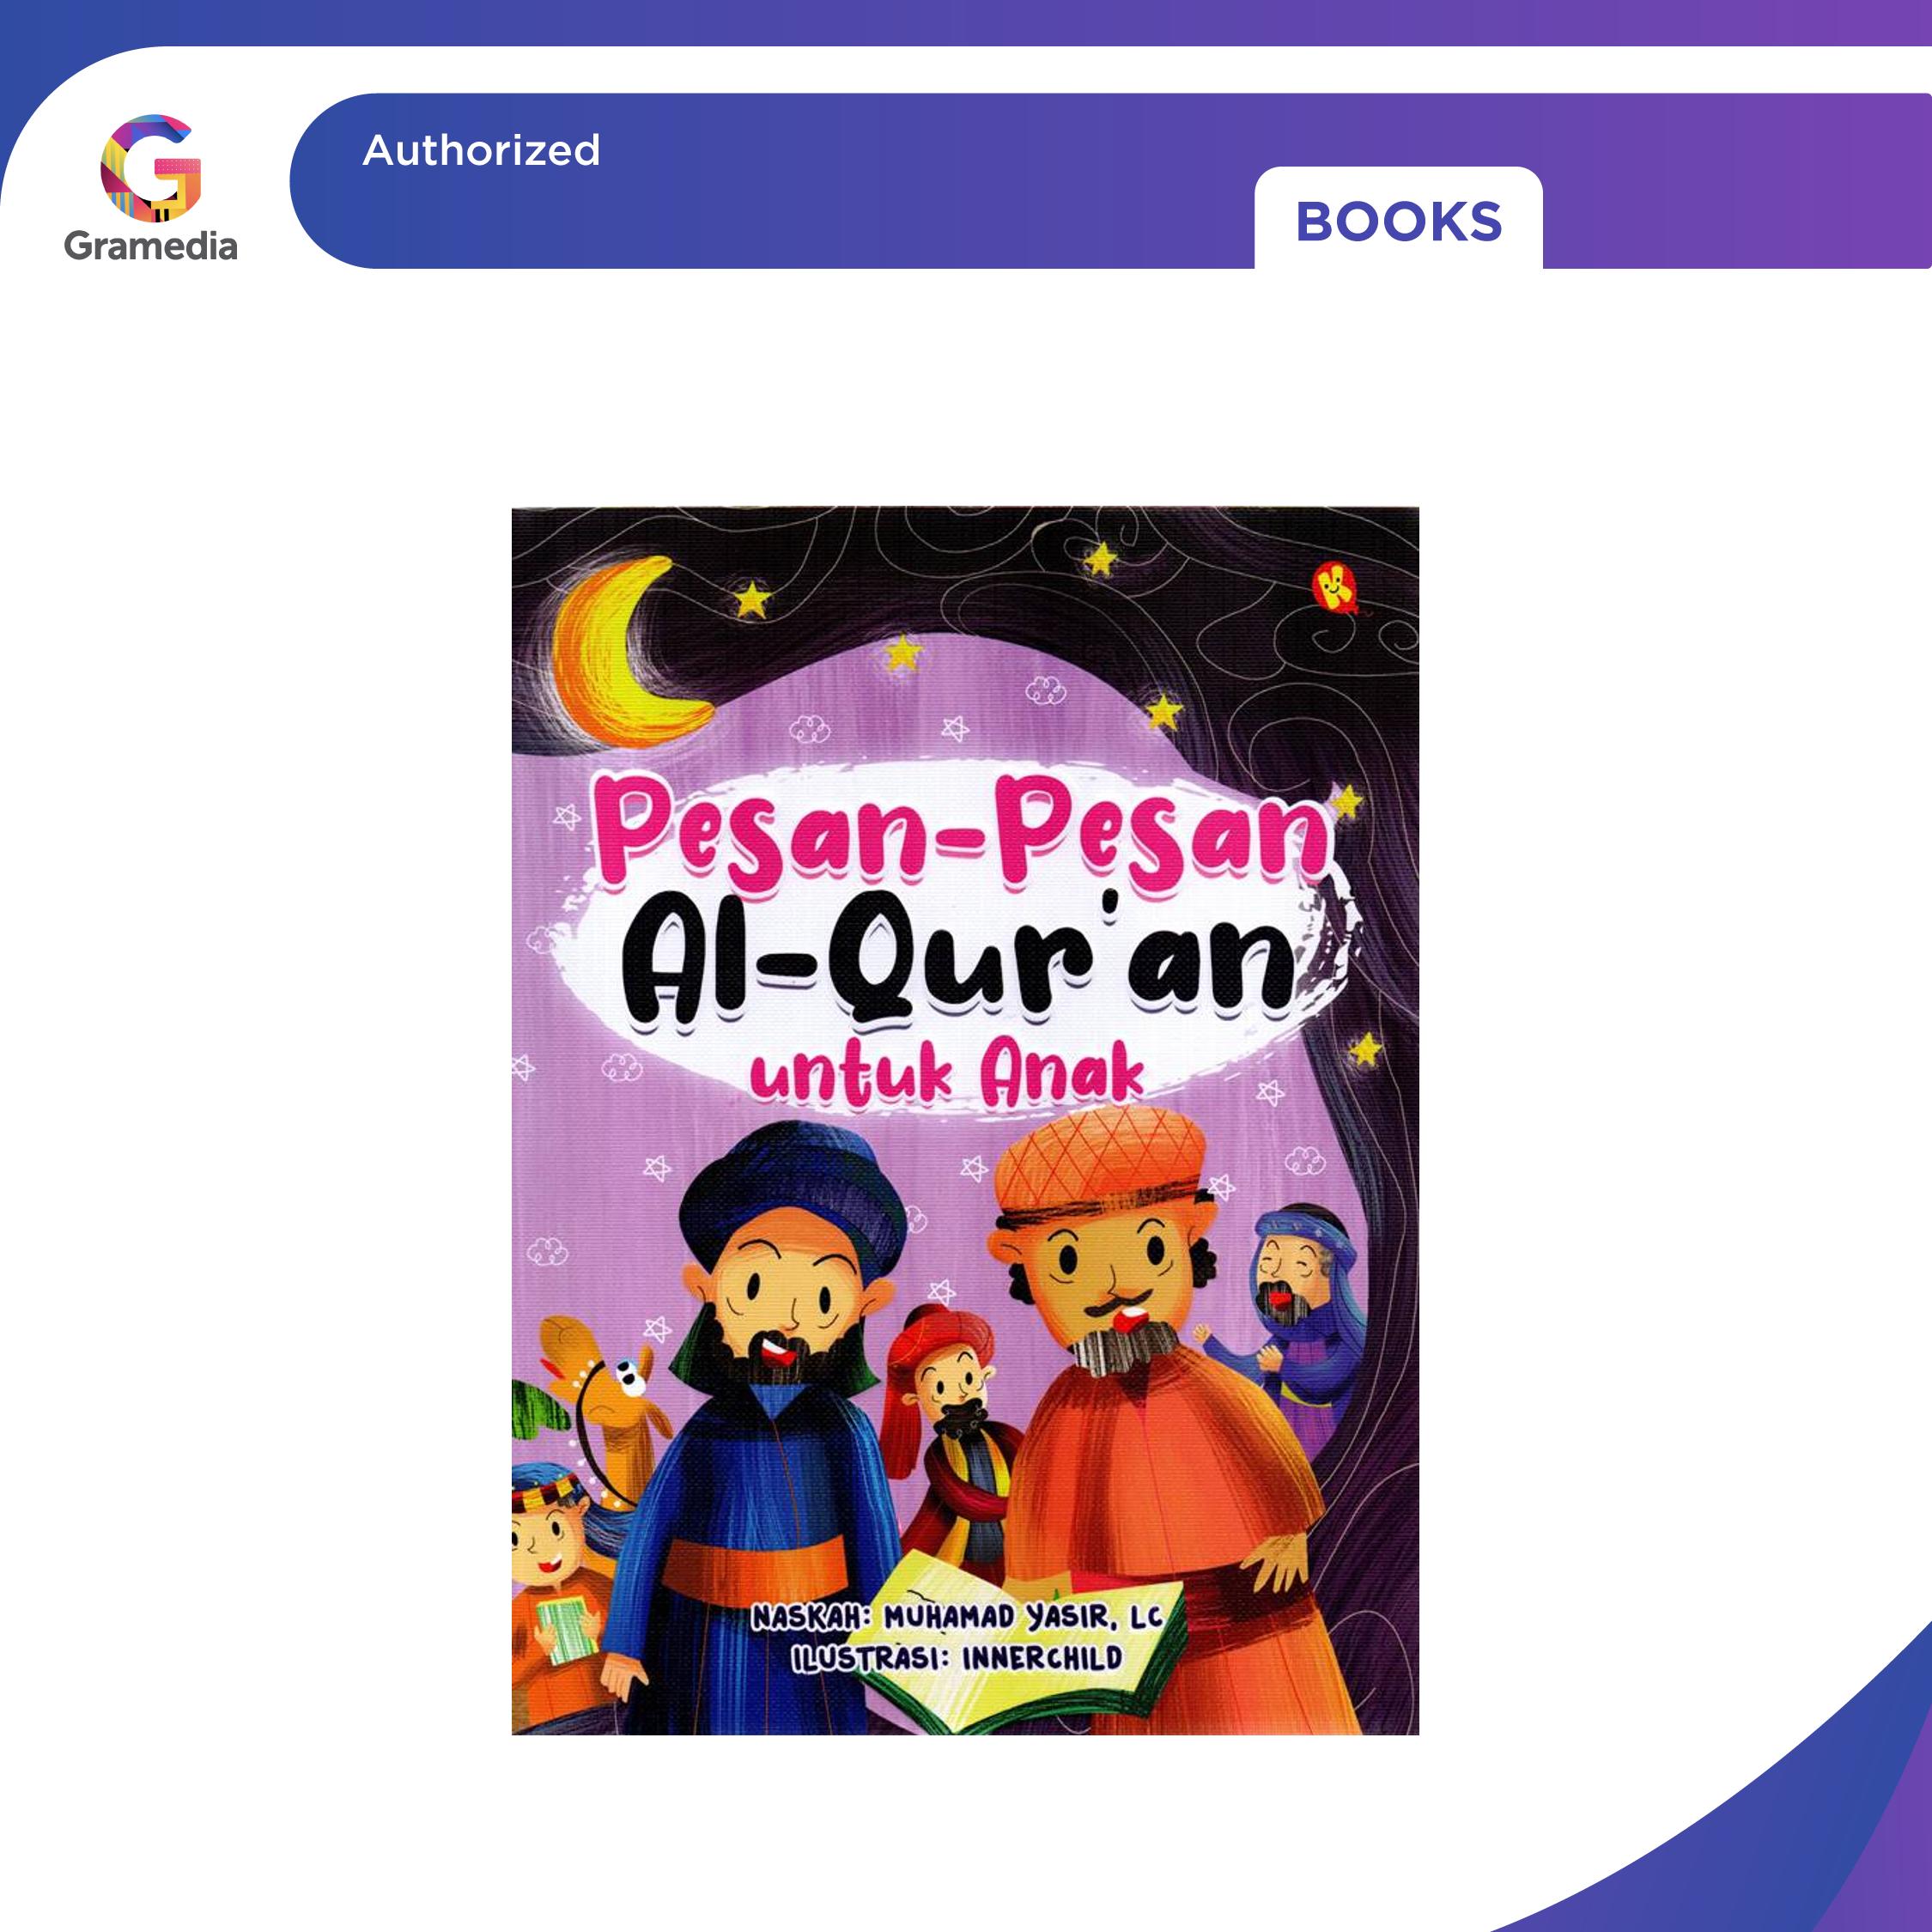 Gramedia
Authorized
BOOKS
K
Pesan-Pesan
Al-Qur'an
untuk Anak
NASKAH: MUHAMAD YASIR, LC
ILUSTRASI: INNERCHILD